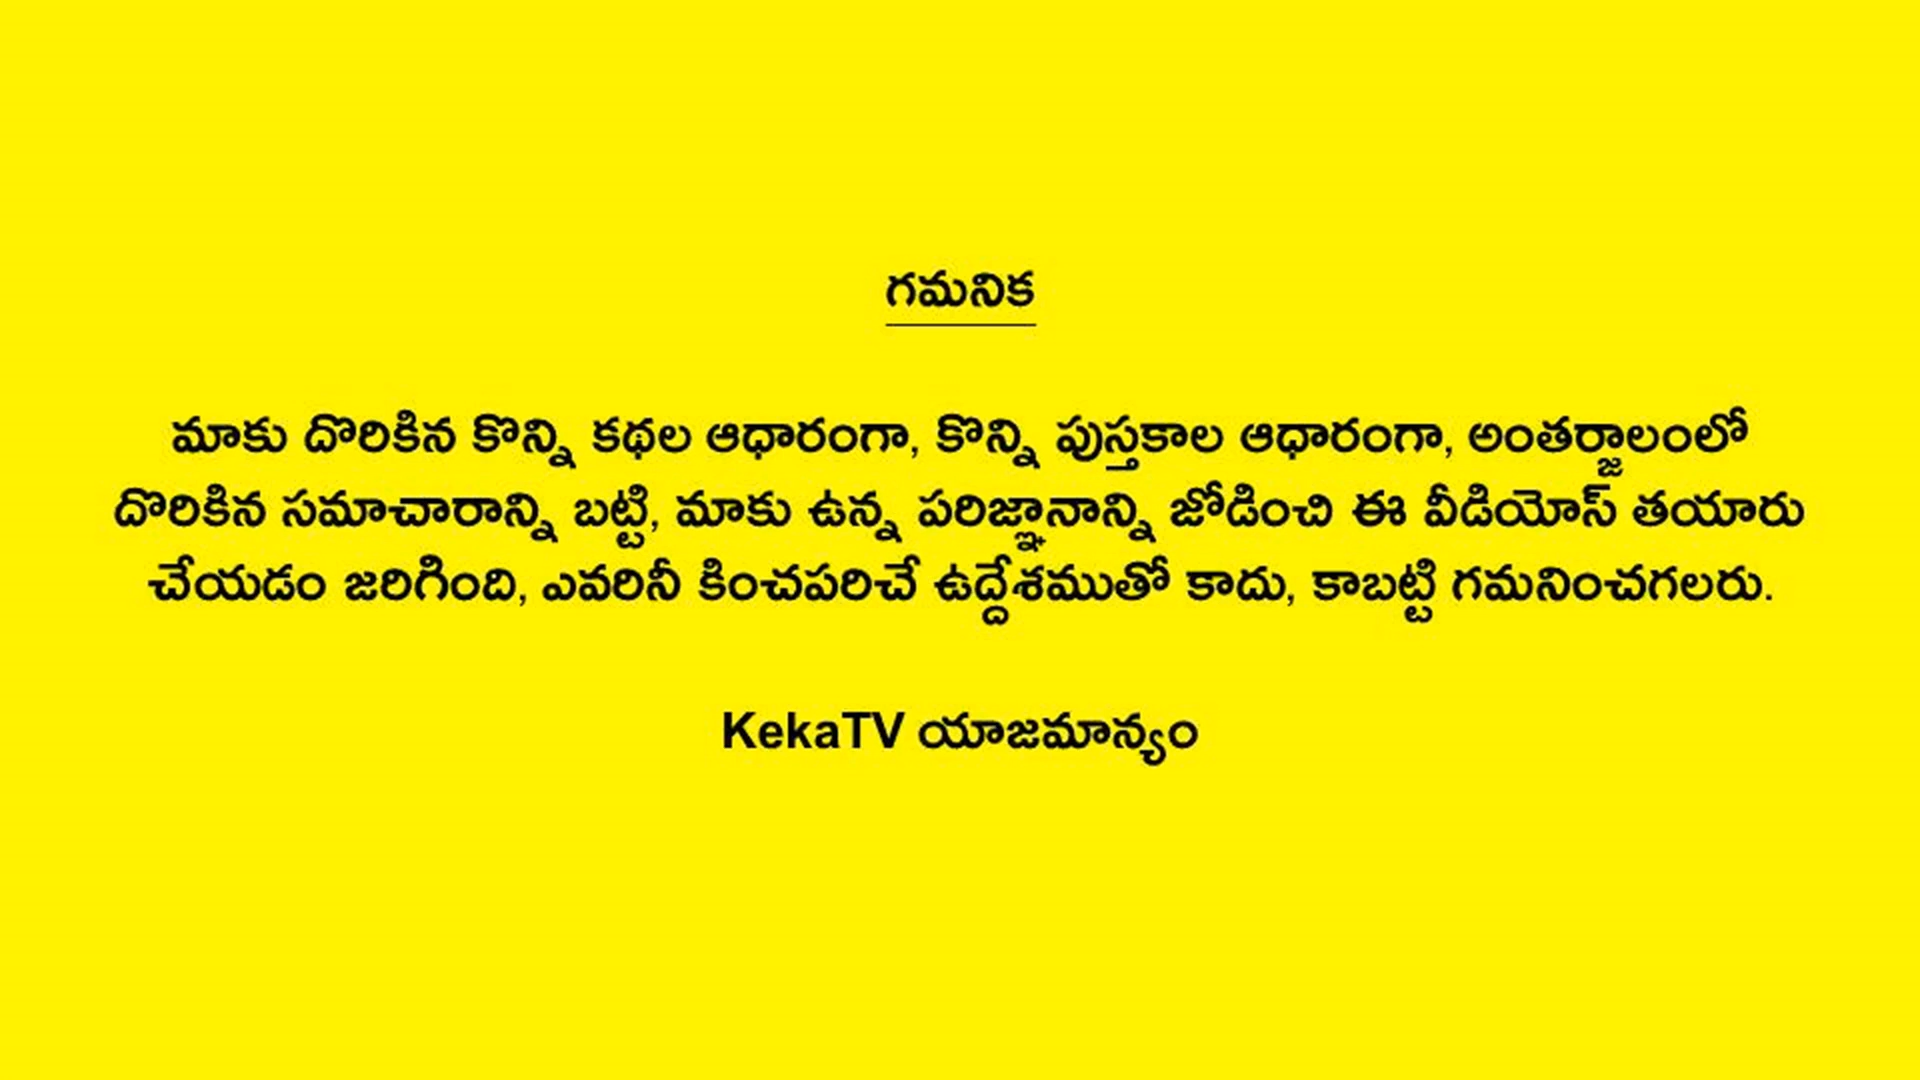 గమనిక
మాకు దొరికిన కొన్ని కథల ఆధారంగా, కొన్ని పుస్తకాల ఆధారంగా, అంతర్జాలంలో
దొరికిన సమాచారాన్ని బట్టి, మాకు ఉన్న పరిజ్ఞానాన్ని జోడించి ఈ వీడియోస్ తయారు
చేయడం జరిగింది, ఎవరినీ కించపరిచే ఉద్దేశముతో కాదు, కాబట్టి గమనించగలరు.
KekaTV యాజమాన్యం